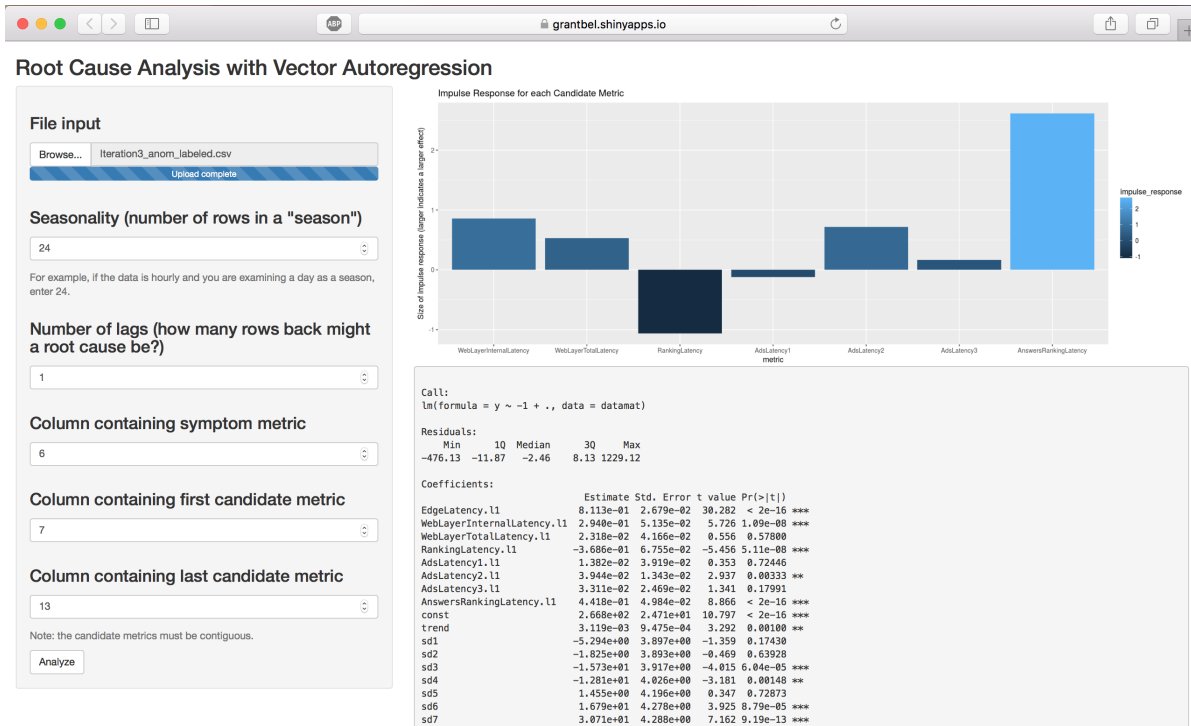 ABP
grantbel.shinyapps.io
Root Cause Analysis with Vector Autoregression
File input
Browse... Iteration3_anom_labeled.csv
Upload complete
Seasonality (number of rows in a "season")
24
For example, if the data is hourly and you are examining a day as a season,
enter 24.
Number of lags (how many rows back might
a root cause be?)
1
Column containing symptom metric
6
Column containing first candidate metric
7
Column containing last candidate metric
13
Note: the candidate metrics must be contiguous.
Analyze
Impulse Response for each Candidate Metric
Size of impulse response (larger indicates a larger effect)
2
1
0
-1
WebLayerInternalLatency WebLayerTotalLatency RankingLatency AdsLatency1 AdsLatency2 AdsLatency3 AnswersRankingLatency
metric
impulse_response
2
1
0
-1
Call:
lm(formula = y ~ -1 + ., data = datamat)
Residuals:
Min 1Q Median 3Q Max
-476.13 -11.87 -2.46 8.13 1229.12
Coefficients:
Estimate Std. Error t value Pr(>|t|)
EdgeLatency.l1 8.113e-01 2.679e-02 30.282 < 2e-16 ***
WebLayerInternalLatency.l1 2.940e-01 5.135e-02 5.726 1.09e-08 ***
WebLayerTotalLatency.l1 2.318e-02 4.166e-02 0.556 0.57800
RankingLatency.l1 -3.686e-01 6.755e-02 -5.456 5.11e-08 ***
AdsLatency1.l1 1.382e-02 3.919e-02 0.353 0.72446
AdsLatency2.l1 3.944e-02 1.343e-02 2.937 0.00333 **
AdsLatency3.l1 3.311e-02 2.469e-02 1.341 0.17991
AnswersRankingLatency.l1 4.418e-01 4.984e-02 8.866 < 2e-16 ***
const 2.668e+02 2.471e+01 10.797 < 2e-16 ***
trend 3.119e-03 9.475e-04 3.292 0.00100 **
sd1 -5.294e+00 3.897e+00 -1.359 0.17430
sd2 -1.825e+00 3.893e+00 -0.469 0.63928
sd3 -1.573e+01 3.917e+00 -4.015 6.04e-05 ***
sd4 -1.281e+01 4.026e+00 -3.181 0.00148 **
sd5 1.455e+00 4.196e+00 0.347 0.72873
sd6 1.679e+01 4.278e+00 3.925 8.79e-05 ***
sd7 3.071e+01 4.288e+00 7.162 9.19e-13 ***